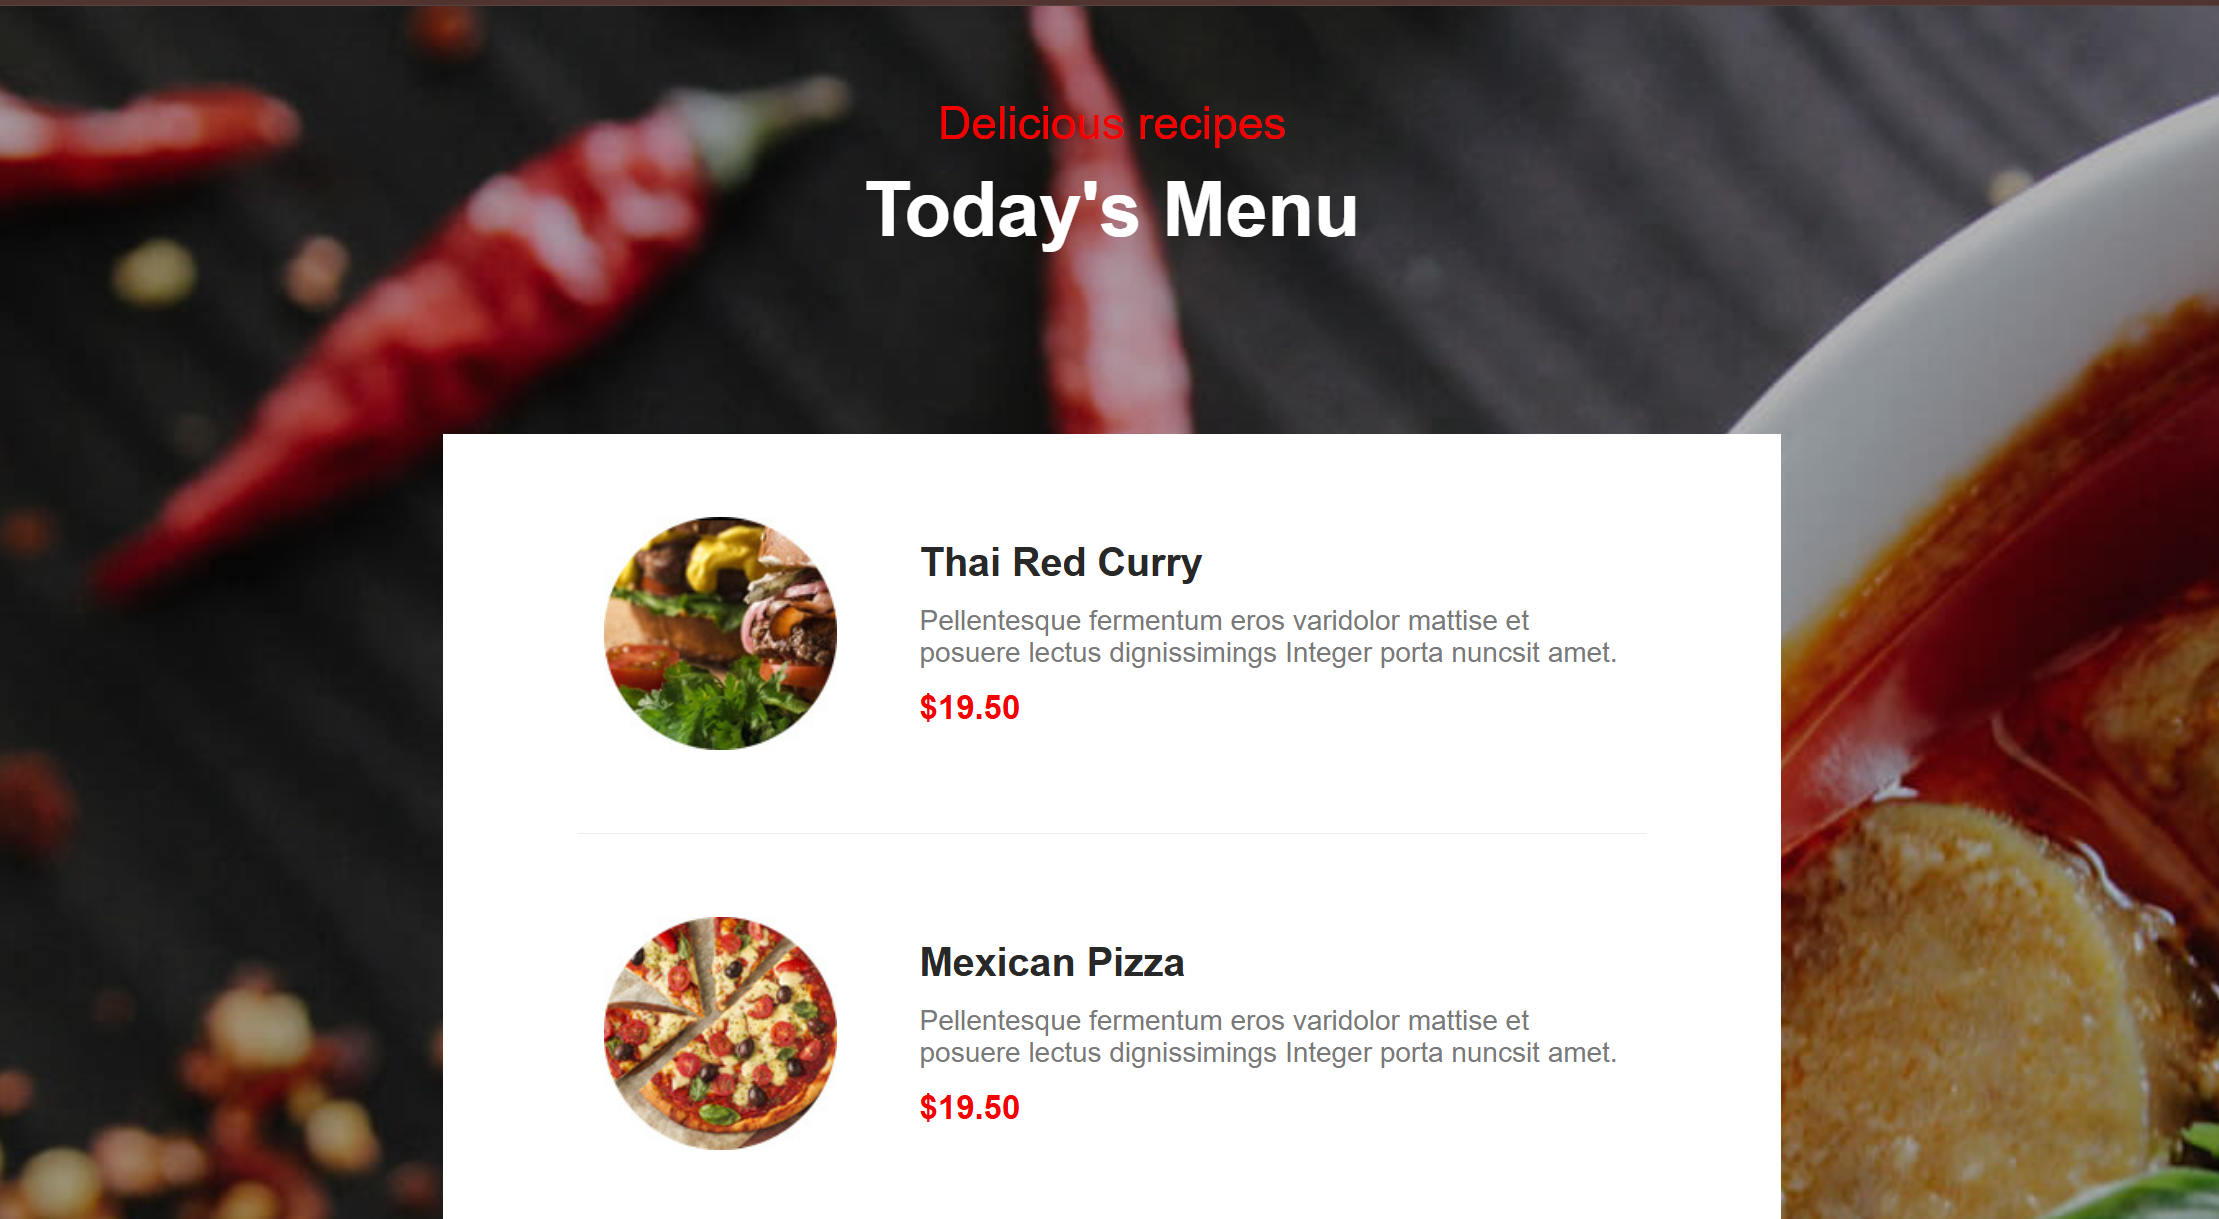 Delicious recipes
Today's Menu
Thai Red Curry
Pellentesque fermentum eros varidolor mattise et
posuere lectus dignissimings Integer porta nuncsit amet.
$19.50
Mexican Pizza
Pellentesque fermentum eros varidolor mattise et
posuere lectus dignissimings Integer porta nuncsit amet.
$19.50